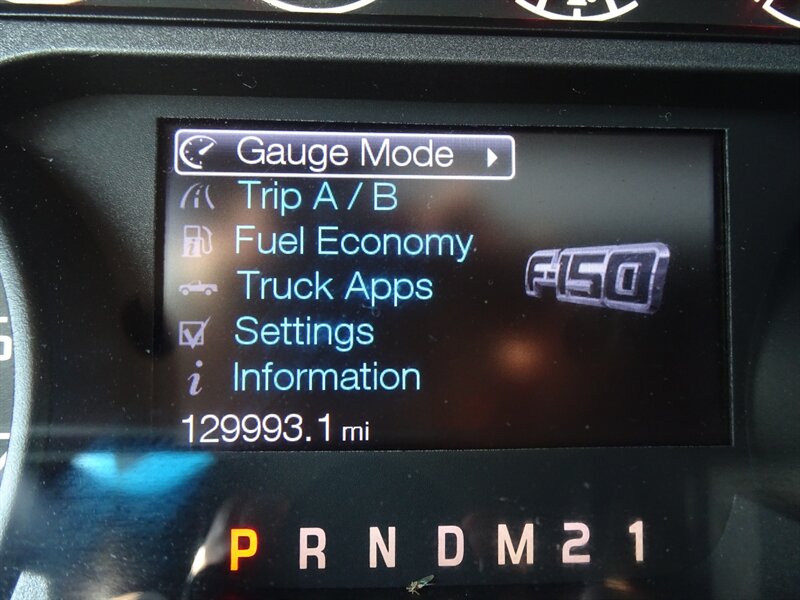 Gauge Mode
Trip A / B
Fuel Economy
Truck Apps
Settings
Information
F-150
129993.1 mi
P R N D M 2 1